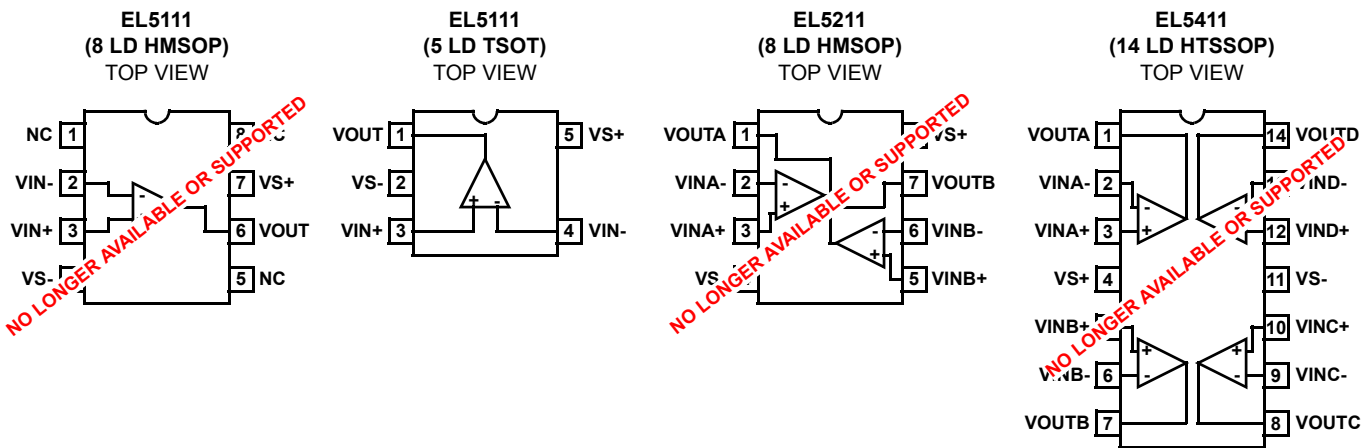 EL5111
(8 LD HMSOP)
TOP VIEW
NC 1
8
VIN- 2
7 VS+
VIN+ 3
6 VOUT
VS-
5 NC
- 
NO LONGER AVAILABLE OR SUPPORTED
EL5111
(5 LD TSOT)
TOP VIEW
VOUT 1
5 VS+
VS- 2
VIN+ 3
4 VIN-
+ -
EL5211
(8 LD HMSOP)
TOP VIEW
VOUTA 1
VS+
VINA- 2
7 VOUTB
VINA+ 3
6 VINB-
VS
5 VINB+
-
+
-
+
NO LONGER AVAILABLE OR SUPPORTED
EL5411
(14 LD HTSSOP)
TOP VIEW
VOUTA 1
14 VOUTD
VINA- 2
VIND-
VINA+ 3
12 VIND+
VS+ 4
11 VS-
VINB+
10 VINC+
VINB- 6
9 VINC-
VOUTB 7
8 VOUTC
-
+
-
+
-
+
-
NO LONGER AVAILABLE OR SUPPORTED